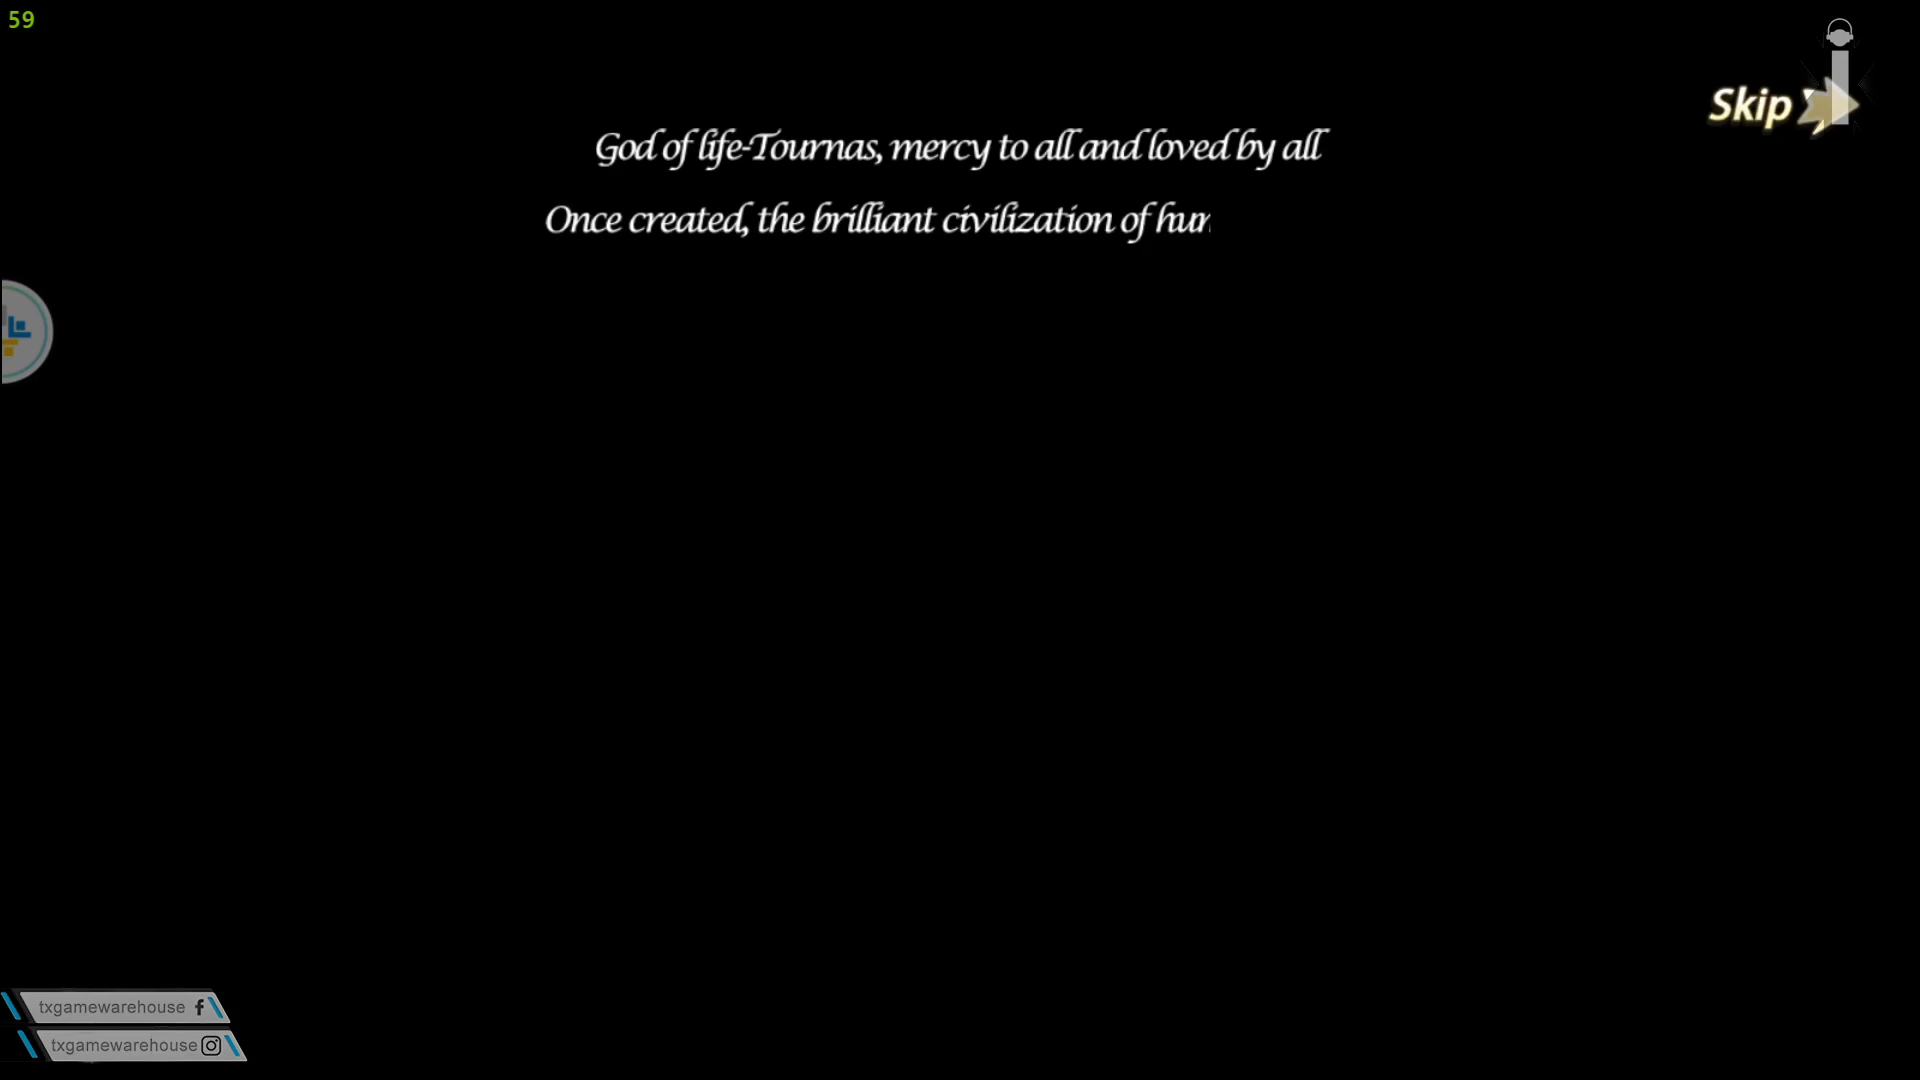 59
Skip
God of life-Tournas, mercy to all and loved by all
Once created, the brilliant civilization of hum
txgamewarehouse
txgamewarehouse